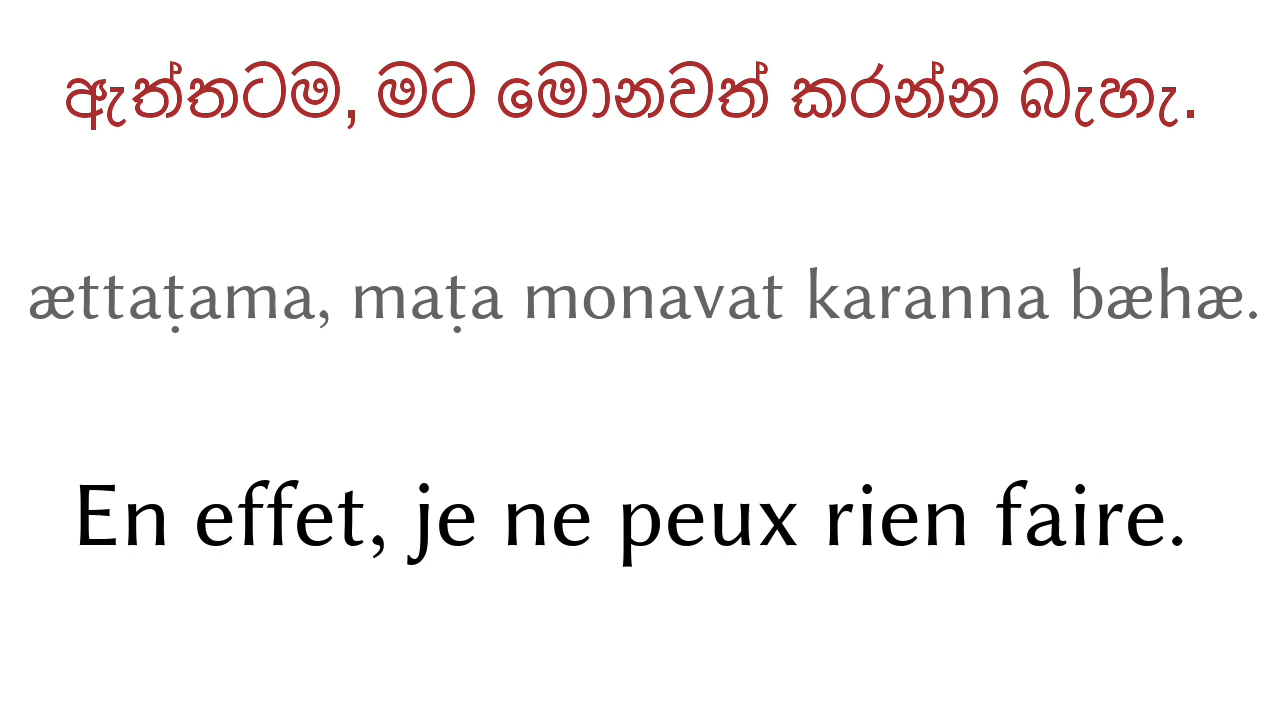 ඇත්තටම, මට මොනවත් කරන්න බැහැ.
ættaṭama, maṭa monavat karanna bæhæ.
En effet, je ne peux rien faire.